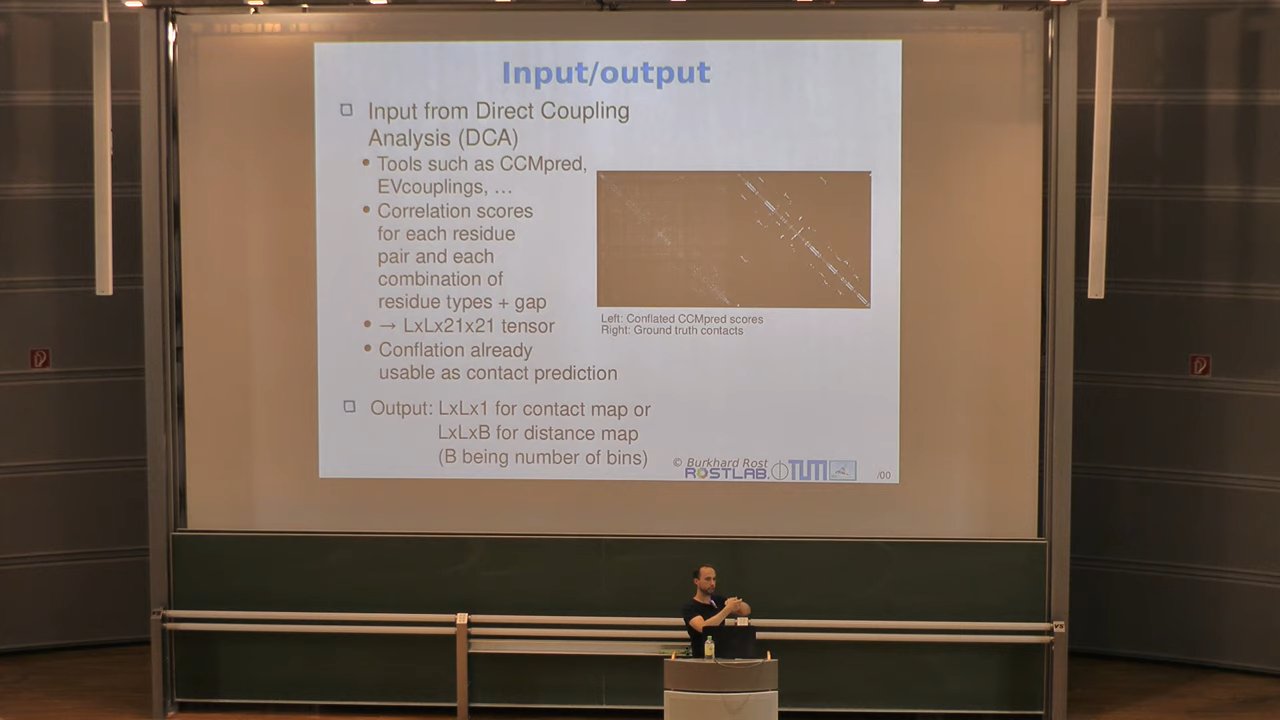 Input/output
Input from Direct Coupling
Analysis (DCA)
• Tools such as CCMpred,
EVcouplings, ...
• Correlation scores
for each residue
pair and each
combination of
residue types + gap
• → LxLx21x21 tensor
• Conflation already
usable as contact prediction
Left: Conflated CCMpred scores
Right: Ground truth contacts
Output: LxLx1 for contact map or
LxLxB for distance map
(B being number of bins)
© Burkhard Rost
ROSTLAB.
TUM
/00